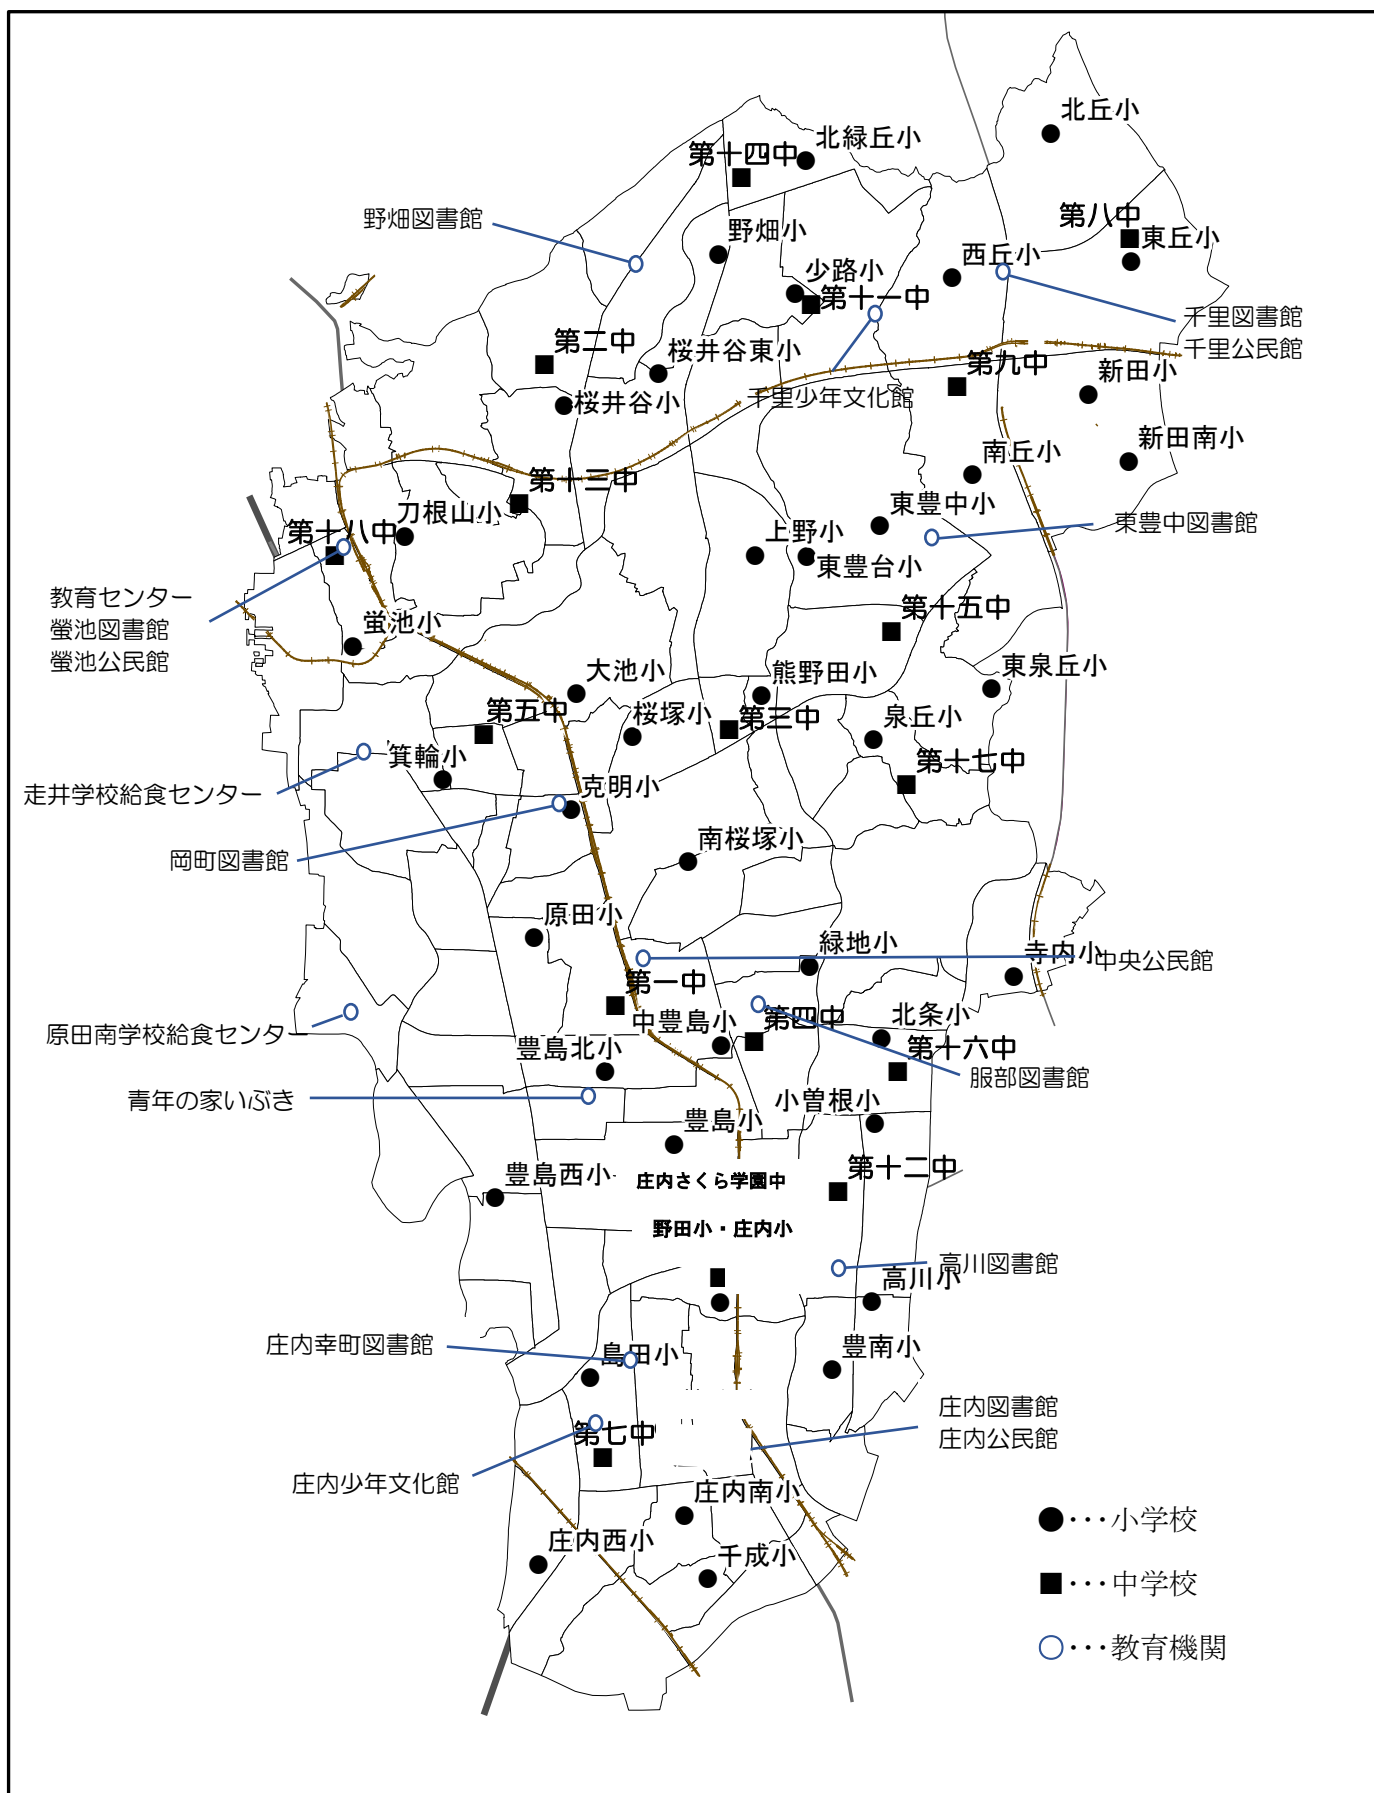 北丘小
北緑丘小
第十四中
第八中
東丘小
野畑図書館
野畑小
西丘小
少路小
第十一中
千里図書館
千里公民館
第二中
桜井谷東小
第九中
新田小
桜井谷小
千里少年文化館
新田南小
南丘小
第十三中
刀根山小
東豊中小
東豊中図書館
第十八中
上野小
東豊台小
教育センター
螢池図書館
螢池公民館
第十五中
蛍池小
大池小
熊野田小
東泉丘小
第五中
桜塚小
第三中
泉丘小
箕輪小
第十七中
走井学校給食センター
克明小
南桜塚小
岡町図書館
原田小
緑地小
寺内小
中央公民館
第一中
中豊島小
第四中
北条小
原田南学校給食センター
豊島北小
第十六中
服部図書館
青年の家いぶき
小曽根小
豊島小
豊島西小
庄内さくら学園中
第十二中
野田小・庄内小
高川図書館
高川小
庄内幸町図書館
島田小
豊南小
庄内図書館
庄内公民館
第七中
庄内少年文化館
庄内南小
庄内西小
千成小
●・・・小学校
■・・・中学校
○・・・教育機関